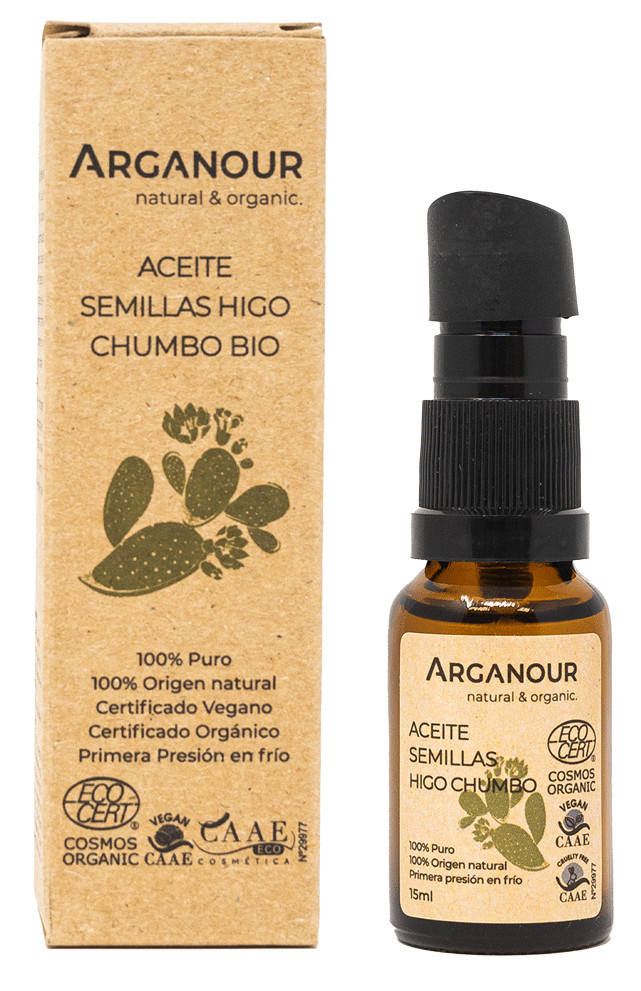 ARGANOUR
natural & organic.
ACEITE
SEMILLAS HIGO
CHUMBO BIO
100% Puro
100% Origen natural
Certificado Vegano
Certificado Orgánico
Primera Presión en frío
ECO
CERT®
COSMOS
ORGANIC
VEGAN
CAAE
CAAE
ECO
COSMÉTICA
Nº29977
ARGANOUR
natural & organic.
ACEITE
SEMILLAS
HIGO CHUMBO
100% Puro
100% Origen natural
Primera presión en frío
15ml
ECO
CERT®
COSMOS
ORGANIC
VEGAN
CAAE
CRUELTY FREE
CAAE
Nº29977